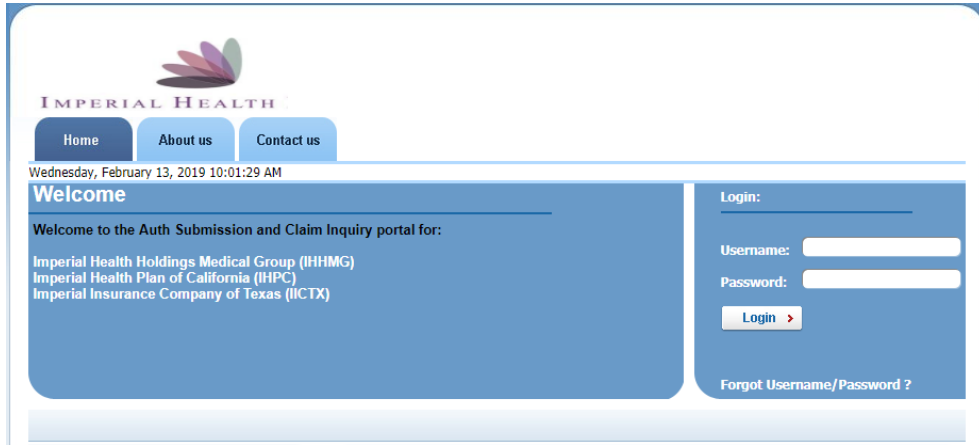 IMPERIAL HEALTH
Home About us Contact us
Wednesday, February 13, 2019 10:01:29 AM
Welcome
Welcome to the Auth Submission and Claim Inquiry portal for:
Imperial Health Holdings Medical Group (IHHMG)
Imperial Health Plan of California (IHPC)
Imperial Insurance Company of Texas (IICTX)
Login:
Username:
Password:
Login >
Forgot Username/Password ?